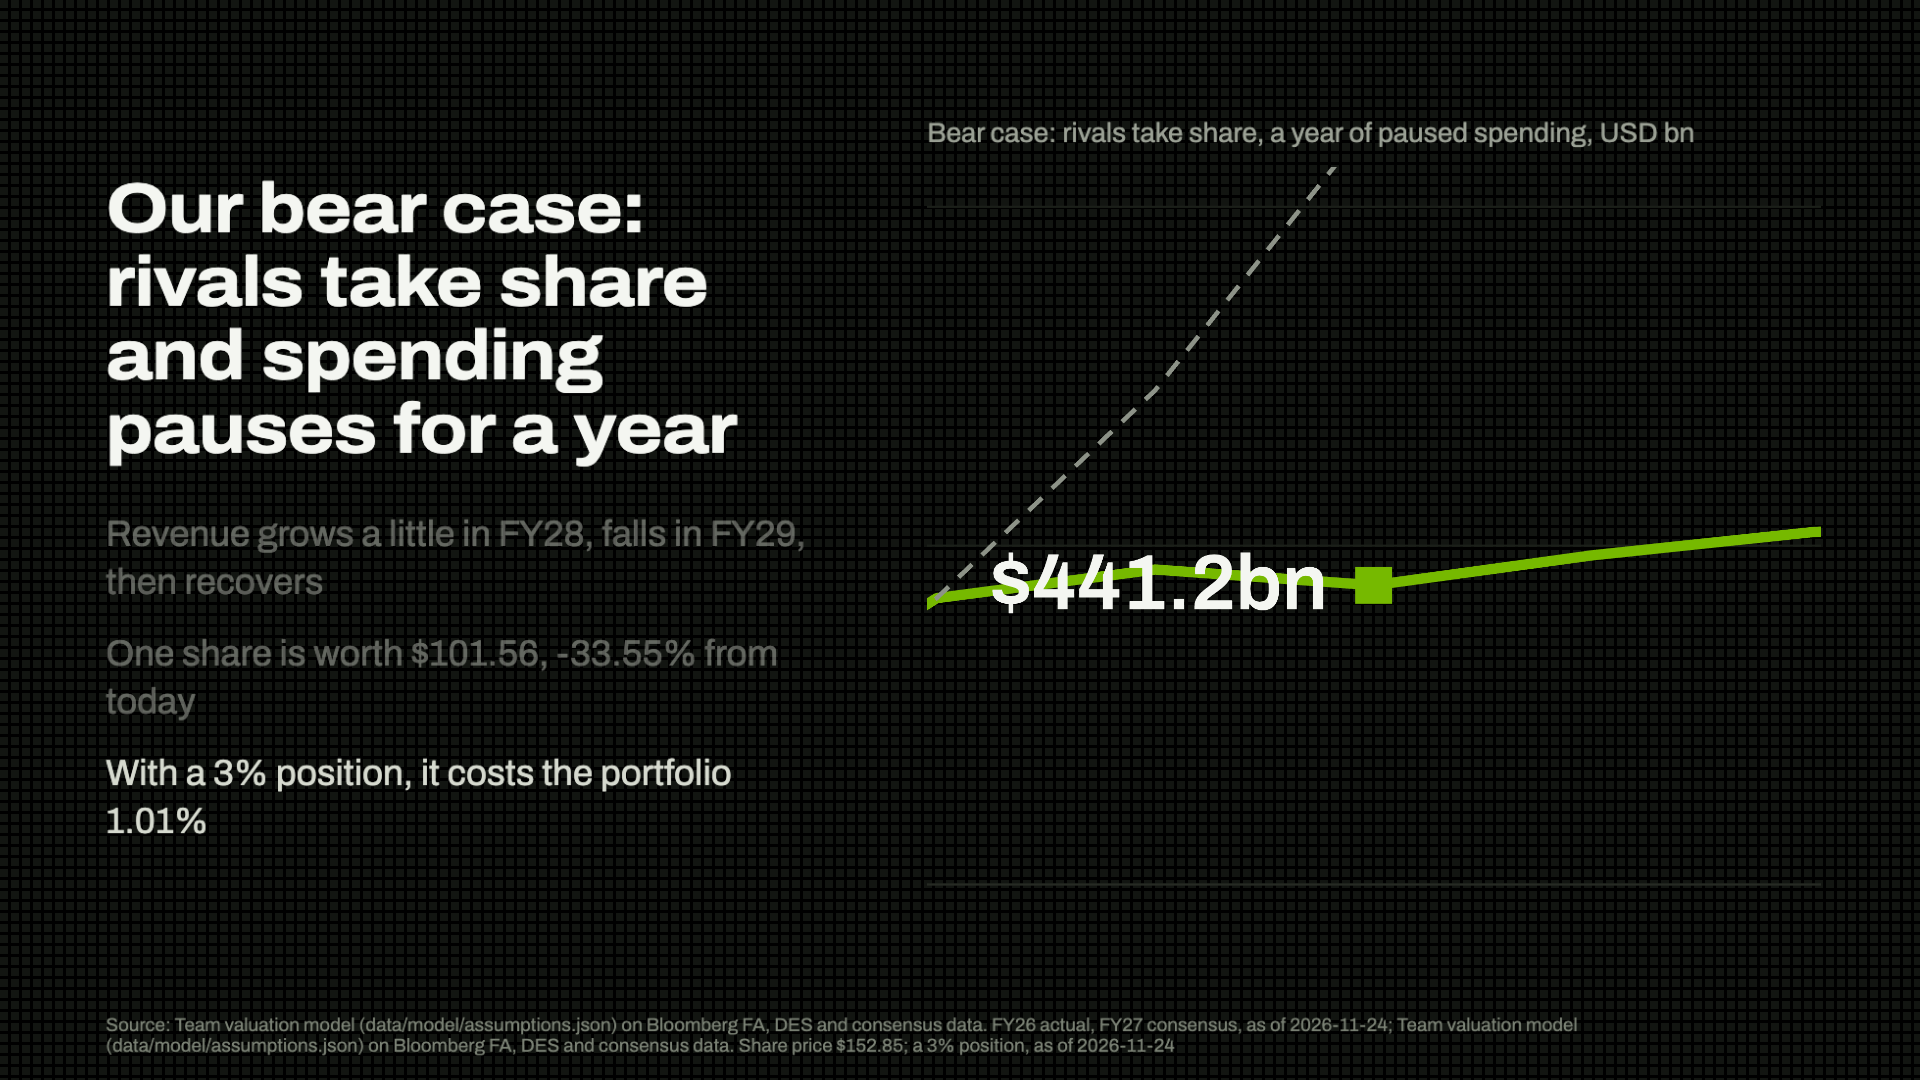 Bear case: rivals take share, a year of paused spending, USD bn
Our bear case:
rivals take share
and spending
pauses for a year
Revenue grows a little in FY28, falls in FY29,
then recovers
One share is worth $101.56, -33.55% from
today
With a 3% position, it costs the portfolio
1.01%
$441.2bn
Source: Team valuation model (data/model/assumptions.json) on Bloomberg FA, DES and consensus data. FY26 actual, FY27 consensus, as of 2026-11-24; Team valuation model
(data/model/assumptions.json) on Bloomberg FA, DES and consensus data. Share price $152.85; a 3% position, as of 2026-11-24